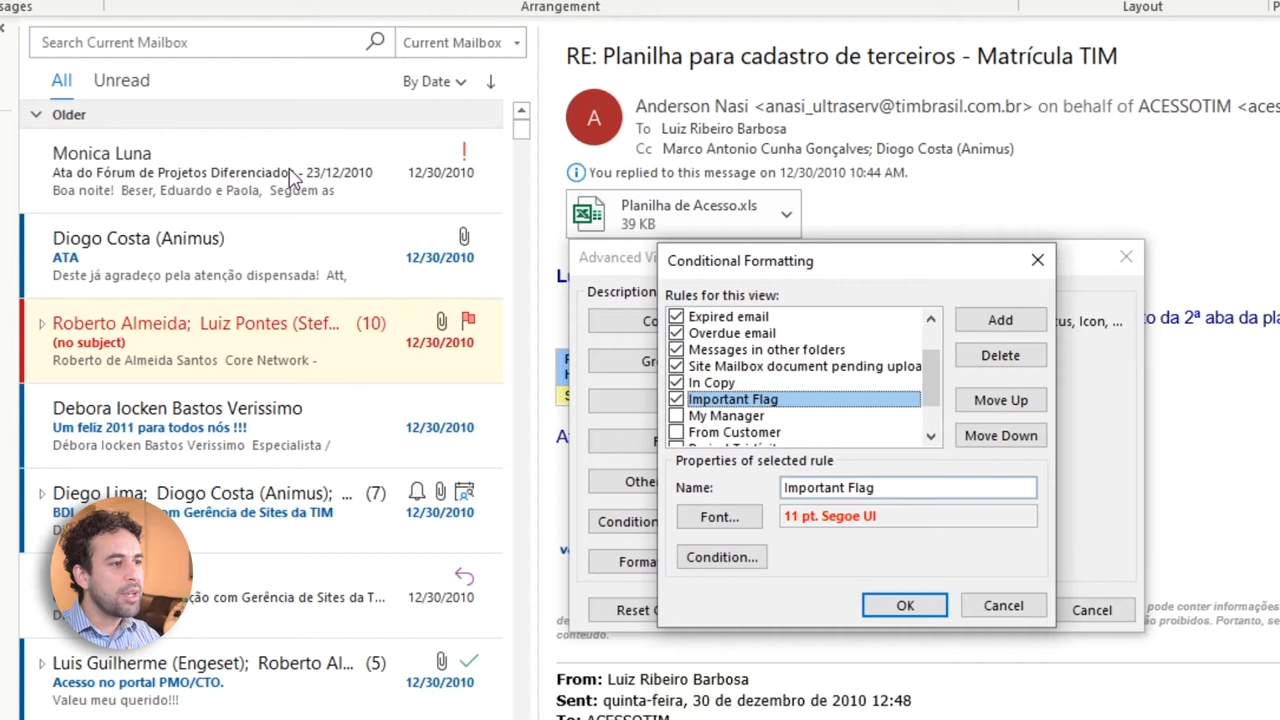 sages
Arrangement
Layout
P
Search Current Mailbox
Current Mailbox
All Unread
By Date
Older
Monica Luna
Ata do Fórum de Projetos Diferenciado - 23/12/2010
12/30/2010
Boa noite! Beser, Eduardo e Paola, Seguem as
Diogo Costa (Animus)
ATA
12/30/2010
Deste já agradeço pela atenção dispensada! Att,
Roberto Almeida; Luiz Pontes (Stef... (10)
(no subject)
12/30/2010
Roberto de Almeida Santos Core Network -
Debora Iocken Bastos Verissimo
Um feliz 2011 para todos nós !!!
12/30/2010
Débora Iocken Bastos Verissimo Especialista /
Diego Lima; Diogo Costa (Animus); ... (7)
BDI om Gerência de Sites da TIM
12/30/2010
ção com Gerência de Sites da T...
12/30/2010
Luis Guilherme (Engeset); Roberto Al... (5)
Acesso no portal PMO/CTO.
12/30/2010
Valeu meu querido!!!
RE: Planilha para cadastro de terceiros - Matrícula TIM
A
Anderson Nasi <anasi_ultraserv@timbrasil.com.br> on behalf of ACESSOTIM <aces
To Luiz Ribeiro Barbosa
Cc Marco Antonio Cunha Gonçalves; Diogo Costa (Animus)
You replied to this message on 12/30/2010 10:44 AM.
Planilha de Acesso.xls
39 KB
Advanced Vi
Description
Co
Gr
F
Othe
Condition
Forma
Reset C
tus, Icon, ...
Cancel
Conditional Formatting
Rules for this view:
Expired email
Overdue email
Messages in other folders
Site Mailbox document pending uploa
In Copy
Important Flag
My Manager
From Customer
Add
Delete
Move Up
Move Down
Properties of selected rule
Name: Important Flag
Font... 11 pt. Segoe UI
Condition...
OK Cancel
o da 2ª aba da pla
pode conter informações
ão proibidos. Portanto, se
conteúdo.
From: Luiz Ribeiro Barbosa
Sent: quinta-feira, 30 de dezembro de 2010 12:48
To: ACESSOTIM